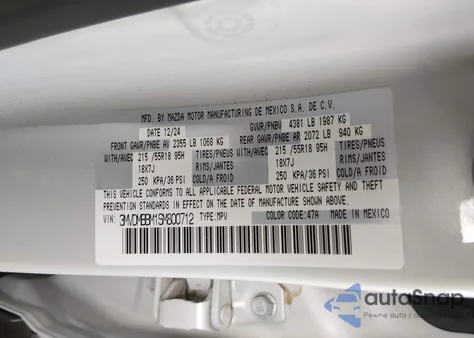 MFD. BY MAZDA MOTOR MANUFACTURING DE MEXICO S.A. DE C.V.
DATE 12/24 GVWR/PNBV 4381 LB 1987 KG
FRONT GAWR/PNBE AV 2355 LB 1068 KG REAR GAWR/PNBE AR 2072 LB 940 KG
WITH/AVEC 215 /55R18 95H TIRES/PNEUS WITH/AVEC 215 /55R18 95H TIRES/PNEUS
18X7J RIMS/JANTE 18X7J RIMS/JANTE
250 KPA/36 PSI COLD/A FROID 250 KPA/36 PSI COLD/A FROID
THIS VEHICLE CONFORMS TO ALL APPLICABLE FEDERAL MOTOR VEHICLE SAFETY AND THEFT
PREVENTION STANDARDS IN EFFECT ON THE DATE OF MANUFACTURE SHOWN ABOVE.
VIN: 3MVDMBBM1SM800712 TYPE:MPV COLOR CODE:47A MADE IN MEXICO
autoSnap
Pewne auta z